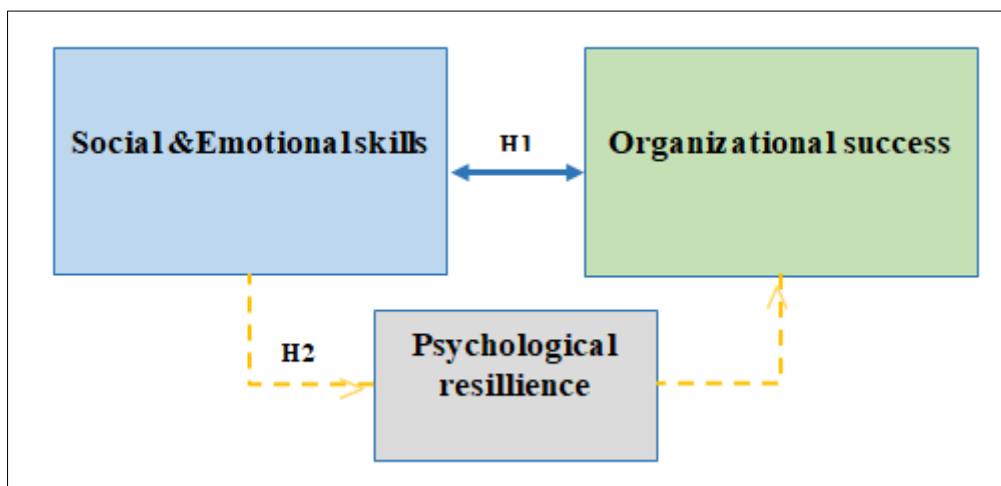 Social &Emotional skills
H1
Organizational success
H2
Psychological
resillience